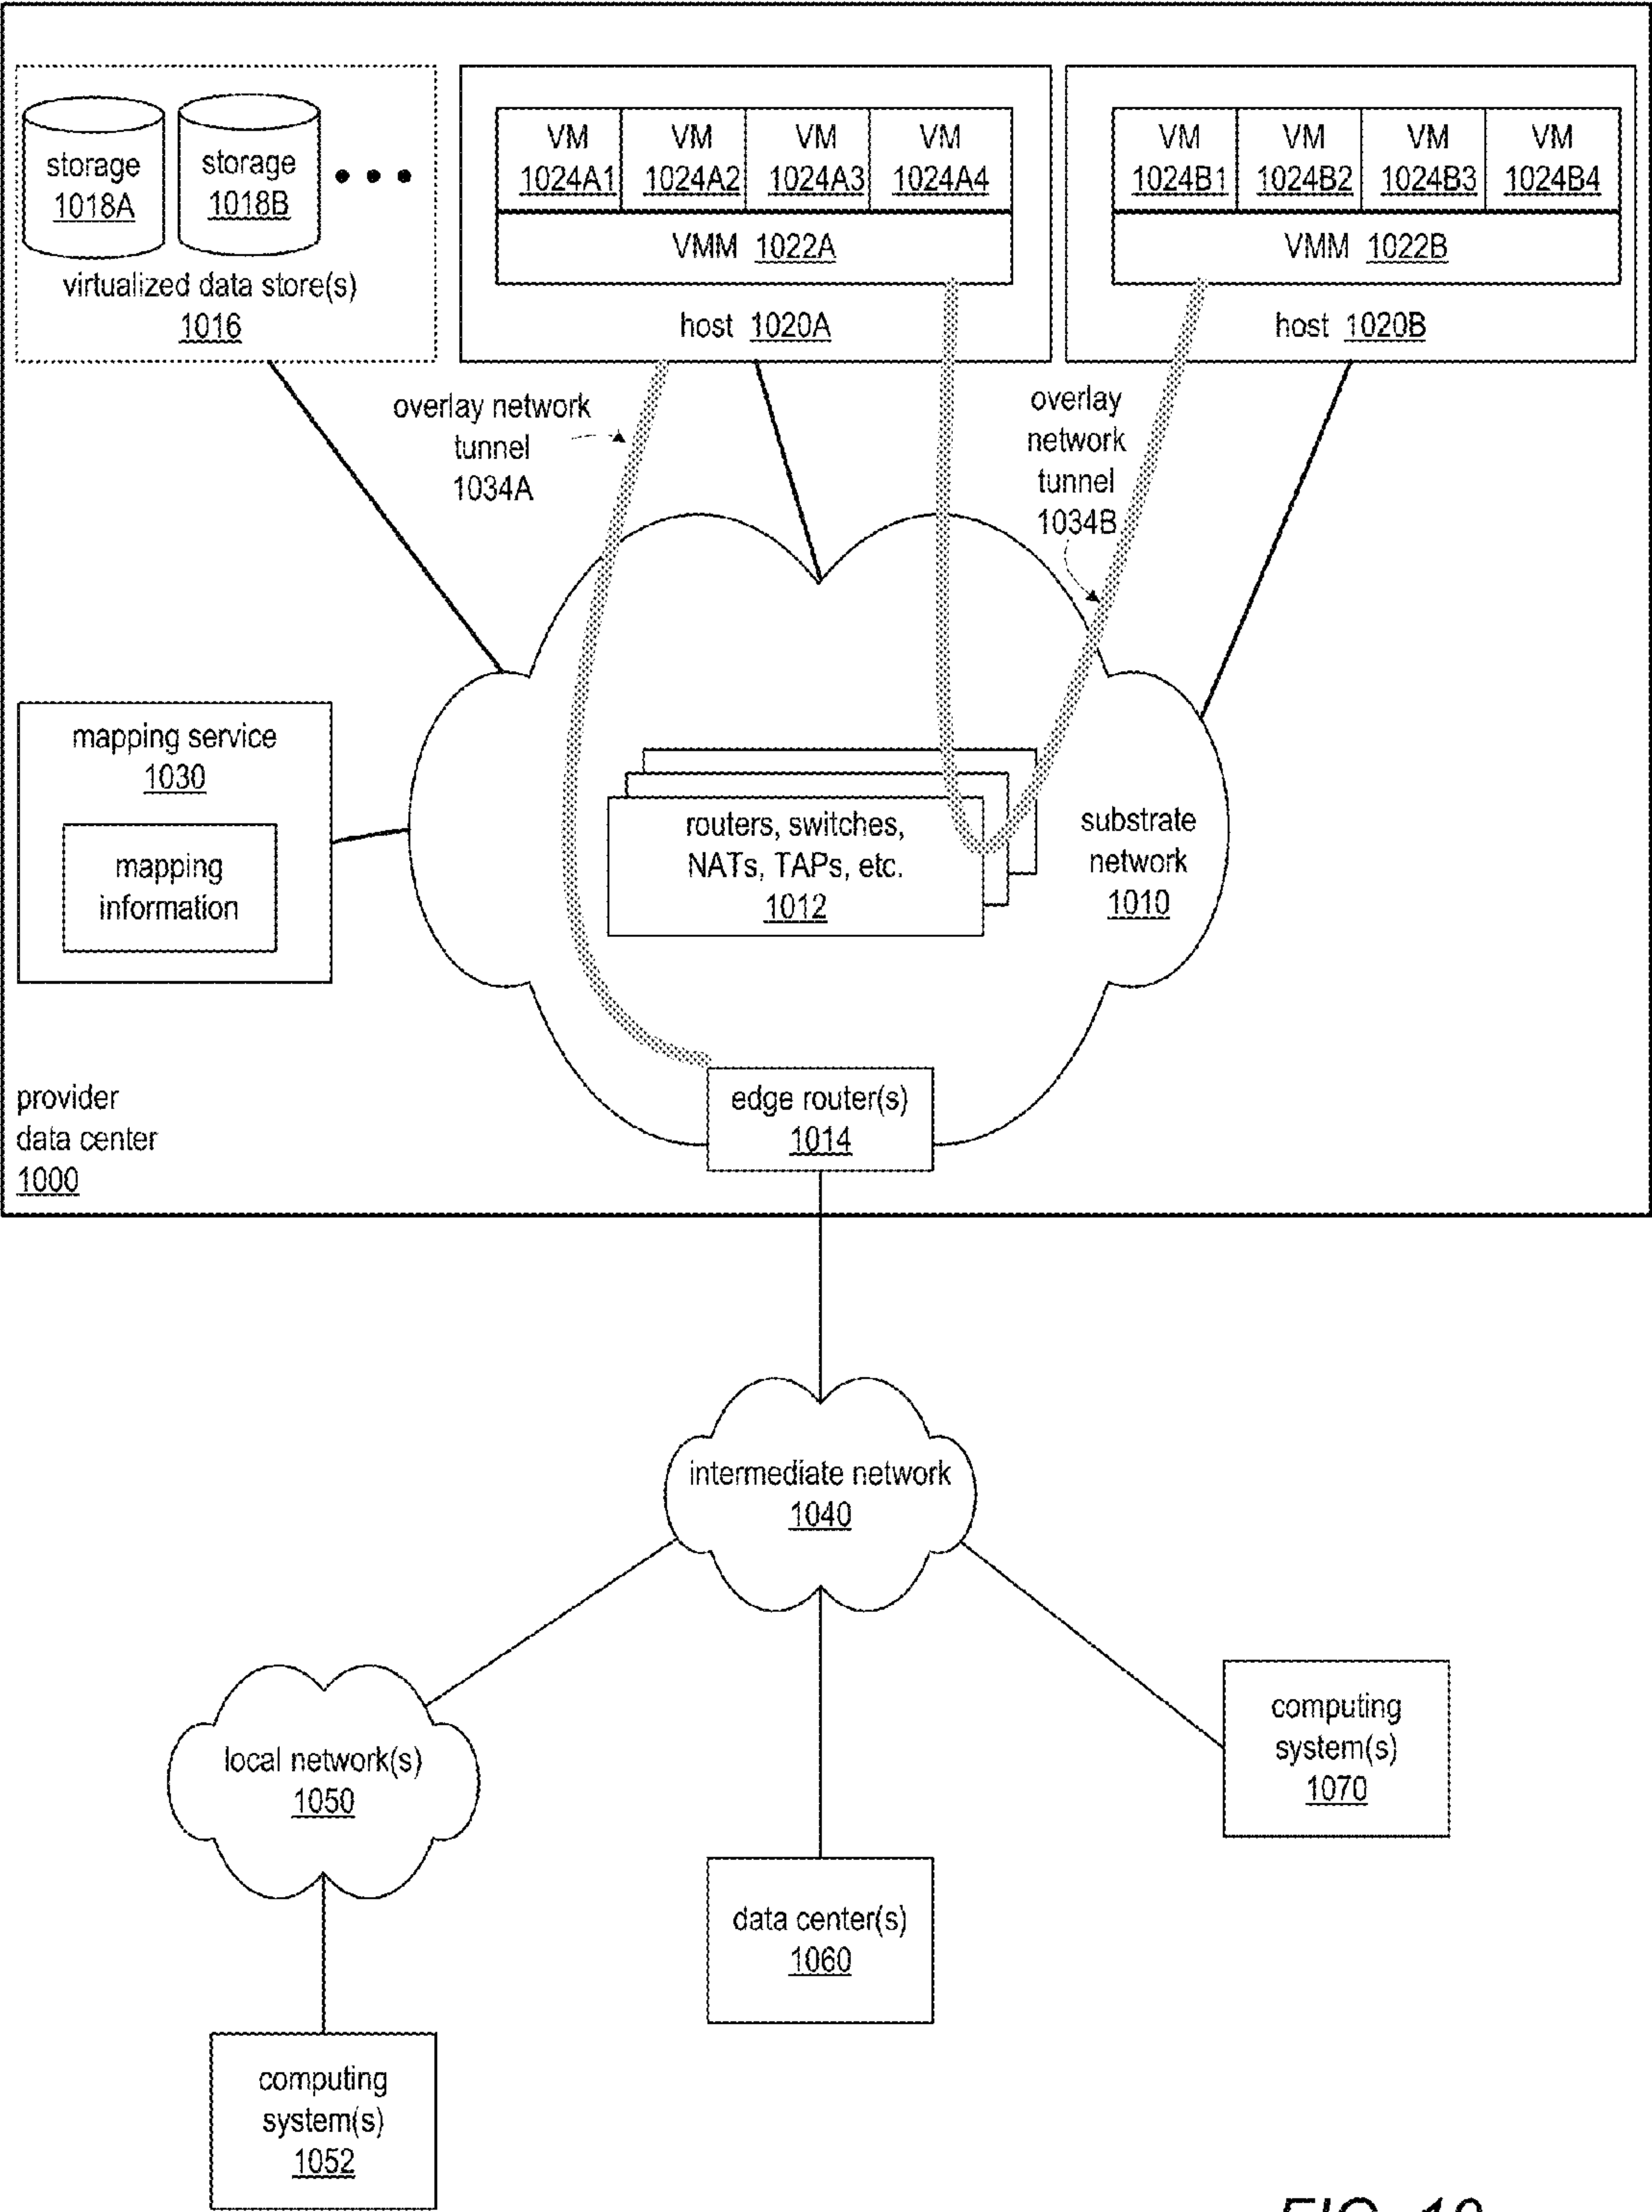 storage
1018A
storage
1018B
virtualized data store(s)
1016
VM
1024A1
VM
1024A2
VM
1024A3
VM
1024A4
VMM 1022A
host 1020A
VM
1024B1
VM
1024B2
VM
1024B3
VM
1024B4
VMM 1022B
host 1020B
overlay network
tunnel
1034A
overlay
network
tunnel
1034B
mapping service
1030
mapping
information
routers, switches,
NATs, TAPs, etc.
1012
substrate
network
1010
provider
data center
1000
edge router(s)
1014
intermediate network
1040
local network(s)
1050
computing
system(s)
1070
data center(s)
1060
computing
system(s)
1052